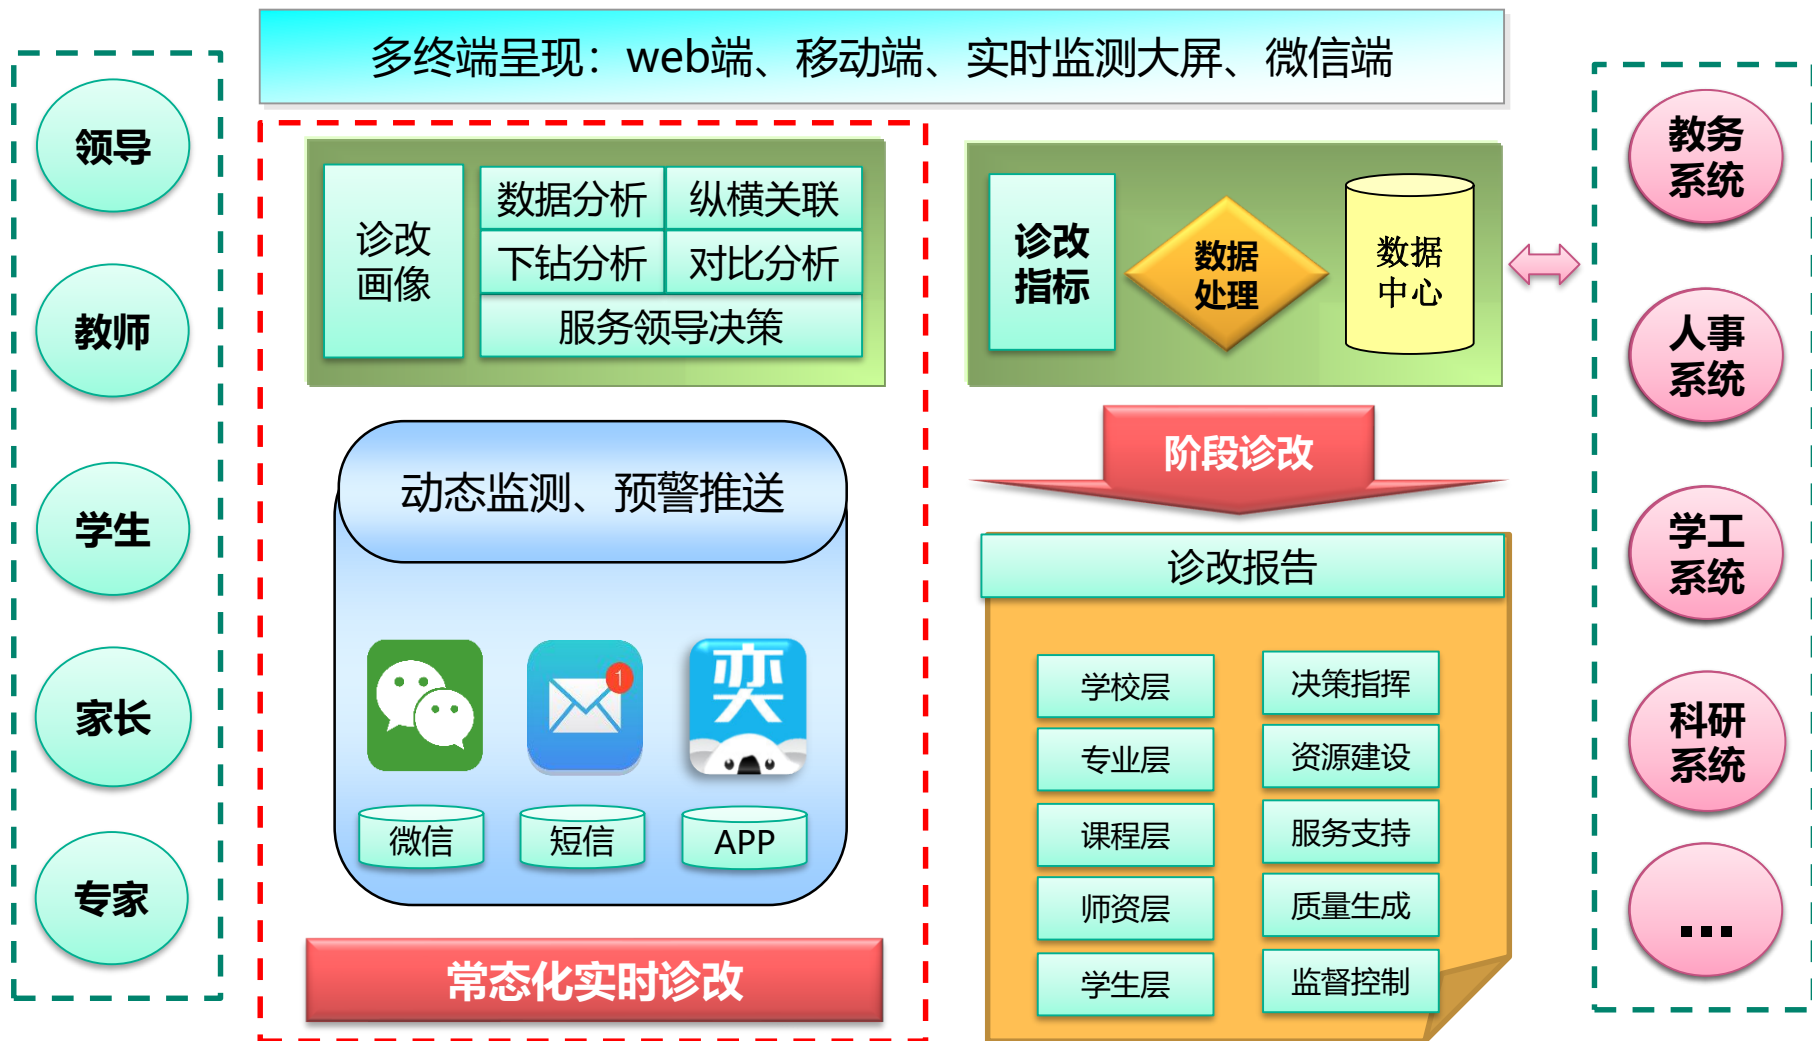 多终端呈现：web端、移动端、实时监测大屏、微信端
领导
教师
学生
家长
专家
诊改
画像
数据分析
纵横关联
下钻分析
对比分析
服务领导决策
动态监测、预警推送
1
奕
微信
短信
APP
常态化实时诊改
诊改
指标
数据
处理
数据
中心
阶段诊改
诊改报告
学校层
决策指挥
专业层
资源建设
课程层
服务支持
师资层
质量生成
学生层
监督控制
教务
系统
人事
系统
学工
系统
科研
系统
...